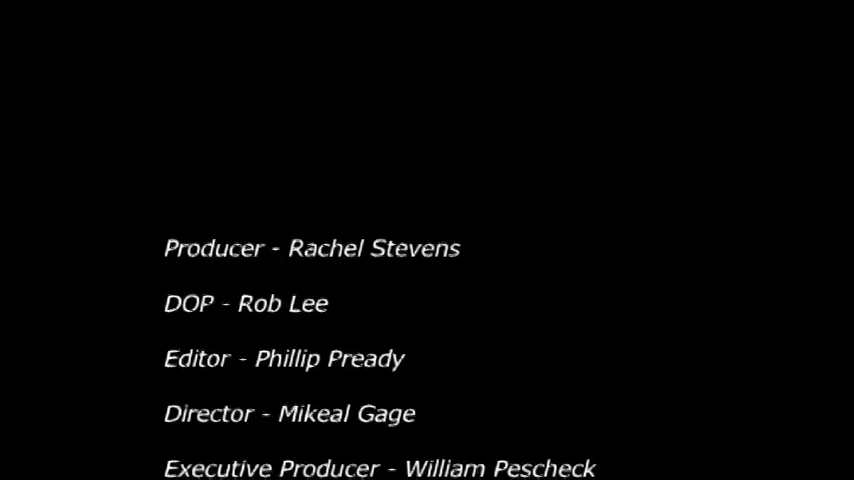 Producer - Rachel Stevens
DOP - Rob Lee
Editor - Phillip Pready
Director - Mikeal Gage
Executive Producer - William Pescheck